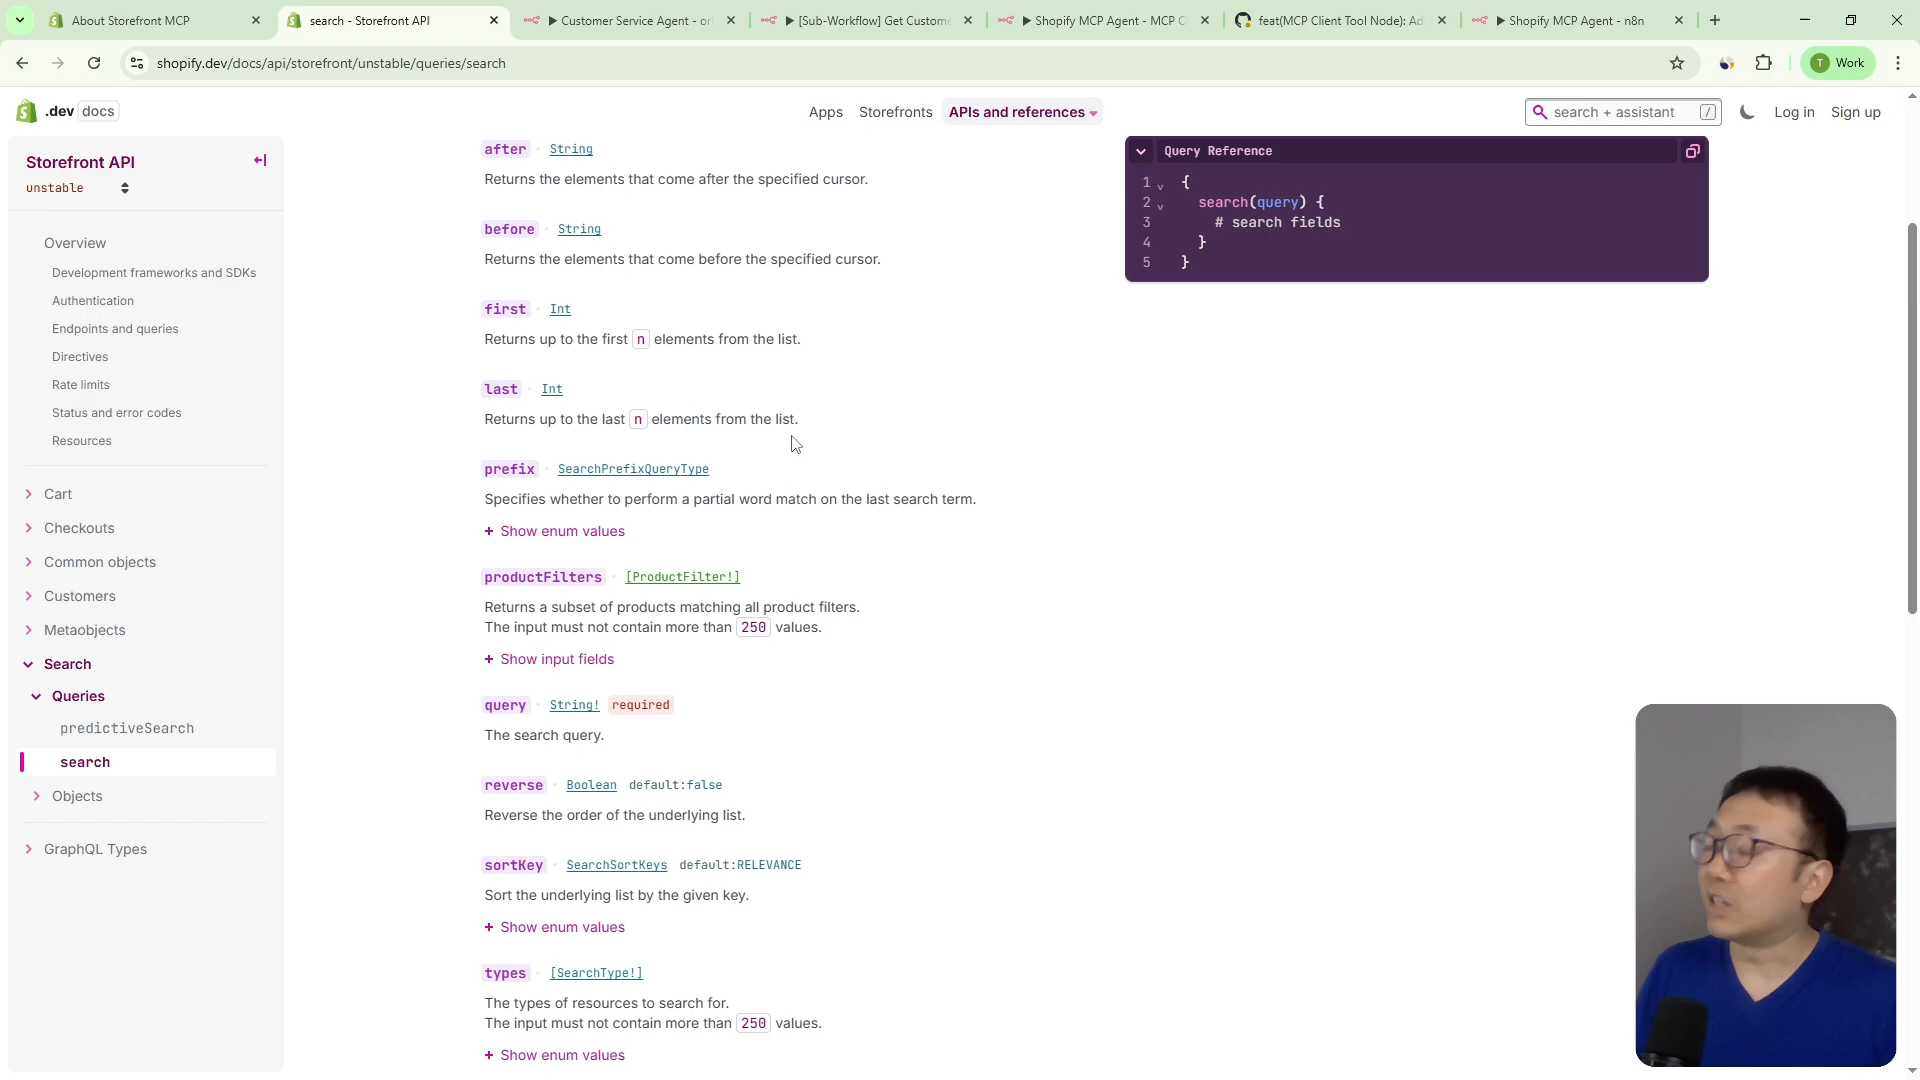 About Storefront MCP
search - Storefront API
▶ Customer Service Agent - ori
▶ [Sub-Workflow] Get Custome
▶ Shopify MCP Agent - MCP C
feat(MCP Client Tool Node): Ad
▶ Shopify MCP Agent - n8n
shopify.dev/docs/api/storefront/unstable/queries/search
T Work
.dev docs
Apps
Storefronts
APIs and references
search + assistant /
Log in
Sign up
Storefront API
unstable
Overview
Development frameworks and SDKs
Authentication
Endpoints and queries
Directives
Rate limits
Status and error codes
Resources
Cart
Checkouts
Common objects
Customers
Metaobjects
Search
Queries
predictiveSearch
search
Objects
GraphQL Types
after · String
Returns the elements that come after the specified cursor.
before · String
Returns the elements that come before the specified cursor.
first · Int
Returns up to the first n elements from the list.
last · Int
Returns up to the last n elements from the list.
prefix · SearchPrefixQueryType
Specifies whether to perform a partial word match on the last search term.
+ Show enum values
productFilters · [ProductFilter!]
Returns a subset of products matching all product filters.
The input must not contain more than 250 values.
+ Show input fields
query · String! required
The search query.
reverse · Boolean default:false
Reverse the order of the underlying list.
sortKey · SearchSortKeys default:RELEVANCE
Sort the underlying list by the given key.
+ Show enum values
types · [SearchType!]
The types of resources to search for.
The input must not contain more than 250 values.
+ Show enum values
Query Reference
1 {
2 search(query) {
3 # search fields
4 }
5 }